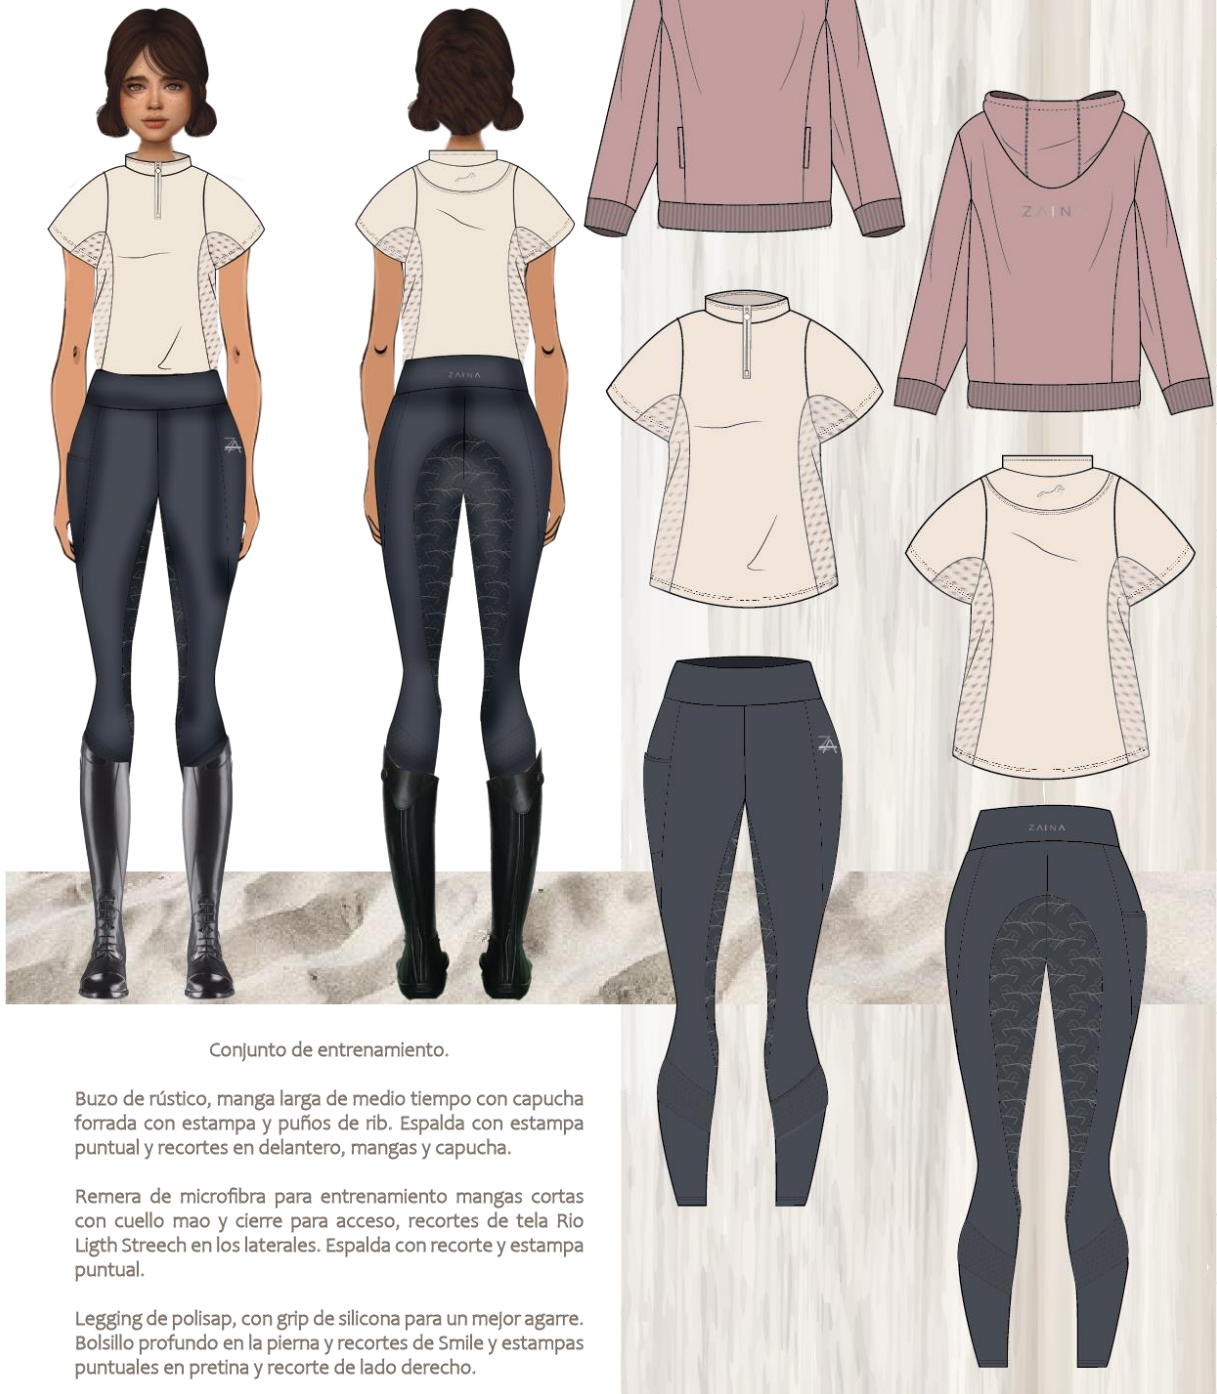 ZAINA
ZA
ZAIN
ZA
ZAINA
Conjunto de entrenamiento.
Buzo de rústico, manga larga de medio tiempo con capucha
forrada con estampa y puños de rib. Espalda con estampa
puntual y recortes en delantero, mangas y capucha.
Remera de microfibra para entrenamiento mangas cortas
con cuello mao y cierre para acceso, recortes de tela Rio
Ligth Streech en los laterales. Espalda con recorte y estampa
puntual.
Legging de polisap, con grip de silicona para un mejor agarre.
Bolsillo profundo en la pierna y recortes de Smile y estampas
puntuales en pretina y recorte de lado derecho.